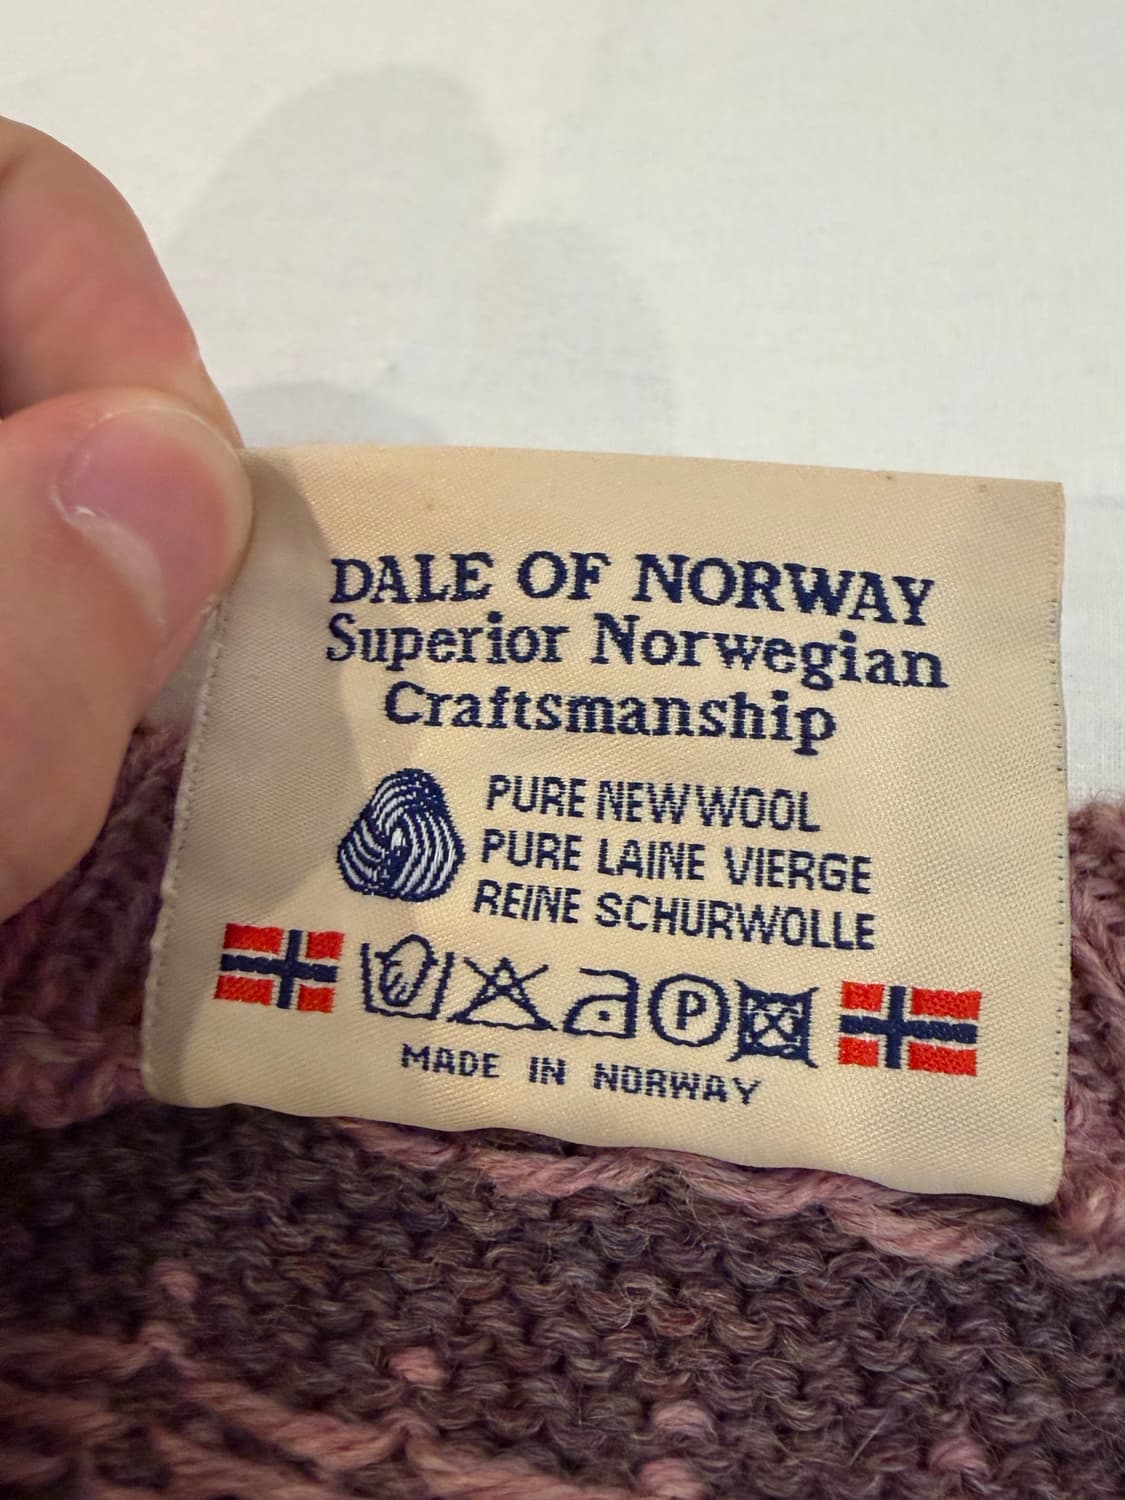 DALE OF NORWAY
Superior Norwegian
Craftsmanship
PURE NEW WOOL
PURE LAINE VIERGE
REINE SCHURWOLLE
P
MADE IN NORWAY